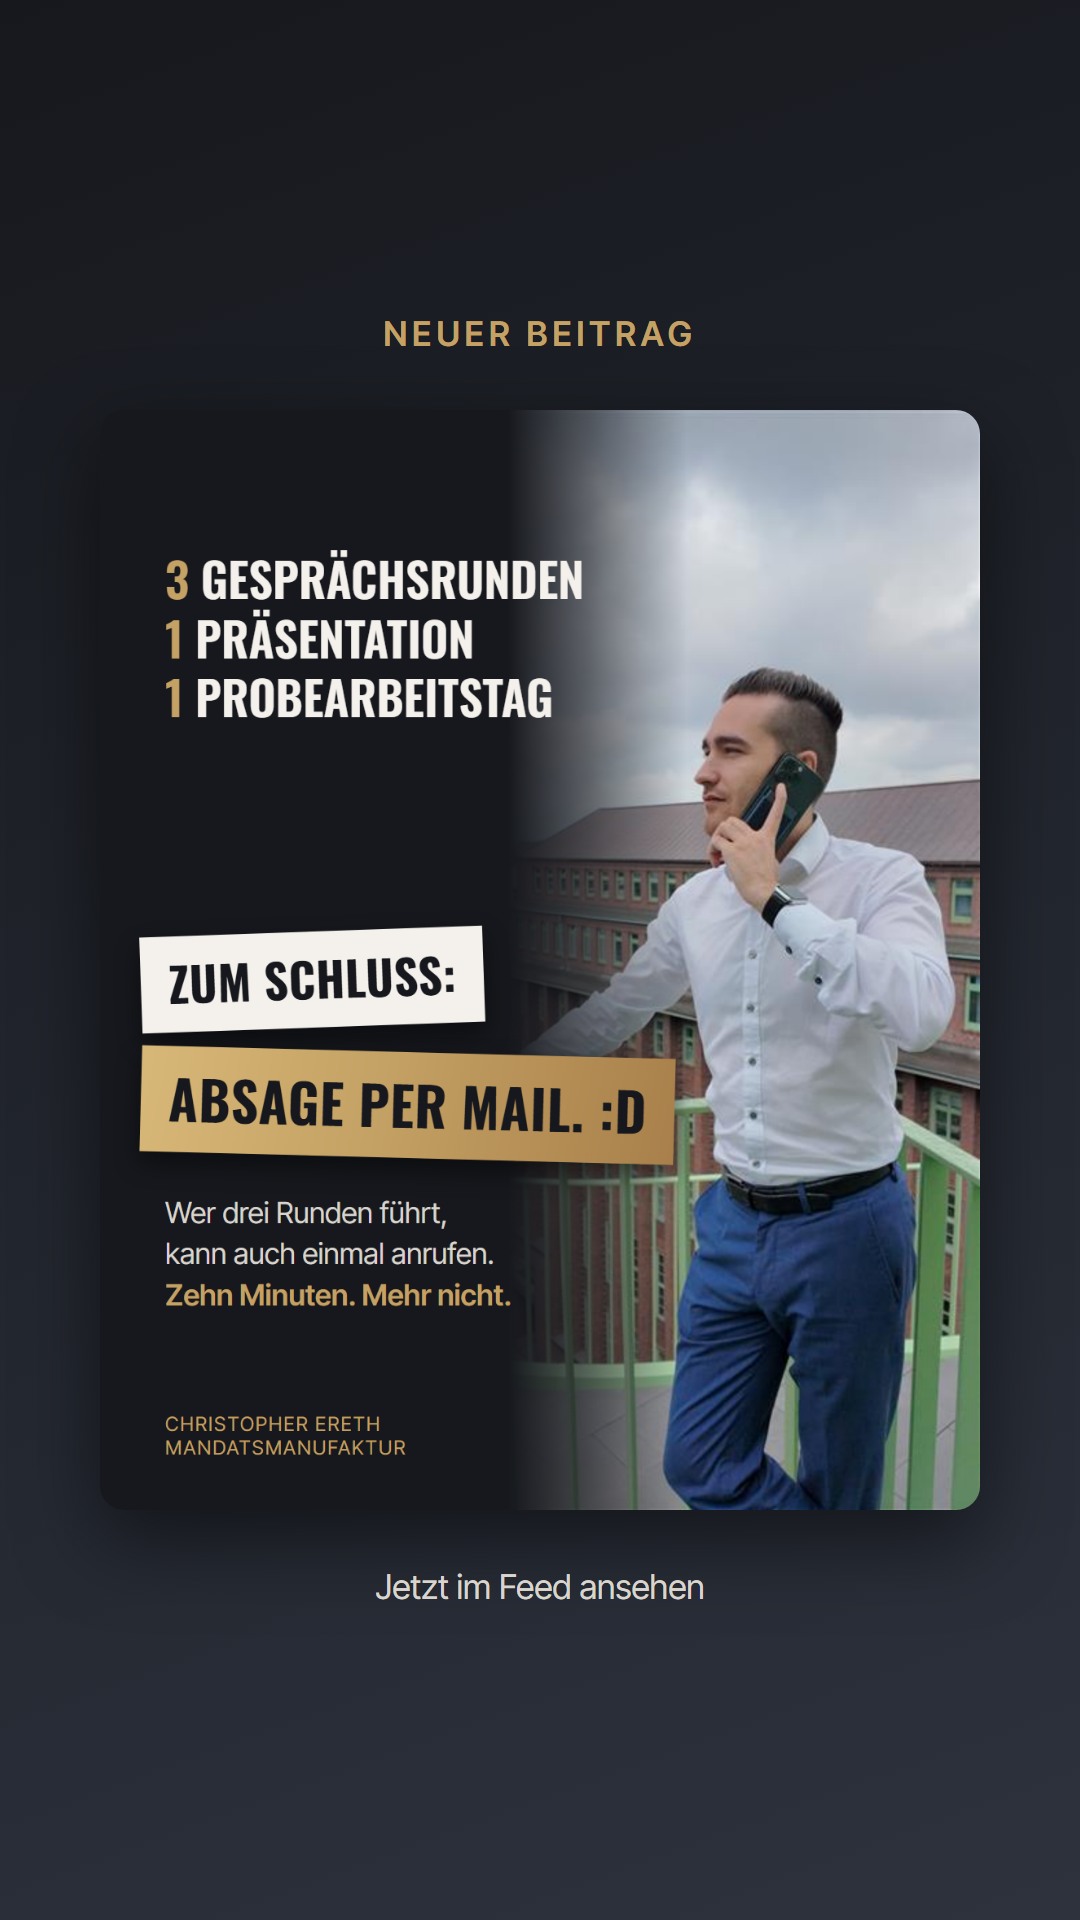 NEUER BEITRAG
3 GESPRÄCHSRUNDEN
1 PRÄSENTATION
1 PROBEARBEITSTAG
ZUM SCHLUSS:
ABSAGE PER MAIL. :D
Wer drei Runden führt,
kann auch einmal anrufen.
Zehn Minuten. Mehr nicht.
CHRISTOPHER ERETH
MANDATSMANUFAKTUR
Jetzt im Feed ansehen